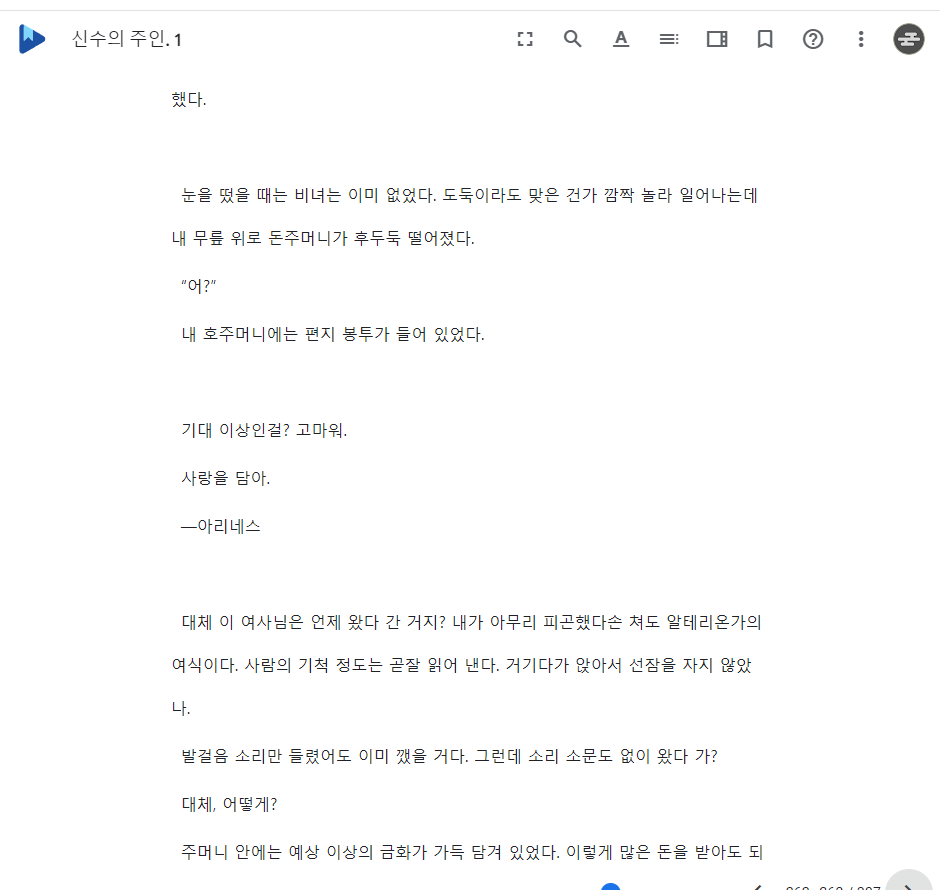 신수의 주인. 1
했다.
눈을 떴을 때는 비녀는 이미 없었다. 도둑이라도 맞은 건가 깜짝 놀라 일어나는데
내 무릎 위로 돈주머니가 후두둑 떨어졌다.
“어?”
내 호주머니에는 편지 봉투가 들어 있었다.
기대 이상인걸? 고마워.
사랑을 담아.
—아리네스
대체 이 여사님은 언제 왔다 간 거지? 내가 아무리 피곤했다손 쳐도 알테리온가의
여식이다. 사람의 기척 정도는 곧잘 읽어 낸다. 거기다가 앉아서 선잠을 자지 않았
나.
발걸음 소리만 들렸어도 이미 깼을 거다. 그런데 소리 소문도 없이 왔다 가?
대체, 어떻게?
주머니 안에는 예상 이상의 금화가 가득 담겨 있었다. 이렇게 많은 돈을 받아도 되